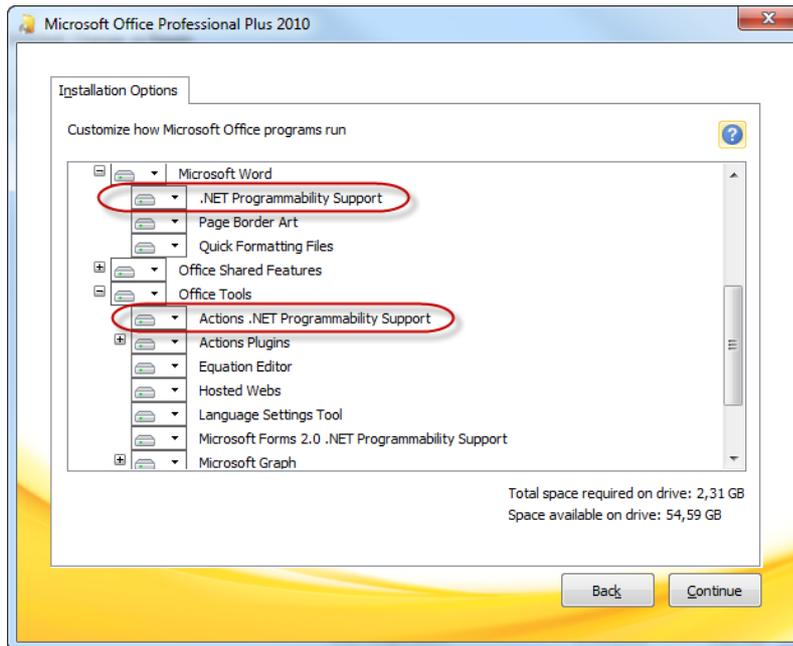 Microsoft Office Professional Plus 2010
Installation Options
Customize how Microsoft Office programs run
Microsoft Word
.NET Programmability Support
Page Border Art
Quick Formatting Files
Office Shared Features
Office Tools
Actions .NET Programmability Support
Actions Plugins
Equation Editor
Hosted Webs
Language Settings Tool
Microsoft Forms 2.0 .NET Programmability Support
Microsoft Graph
Total space required on drive: 2,31 GB
Space available on drive: 54,59 GB
Back
Continue